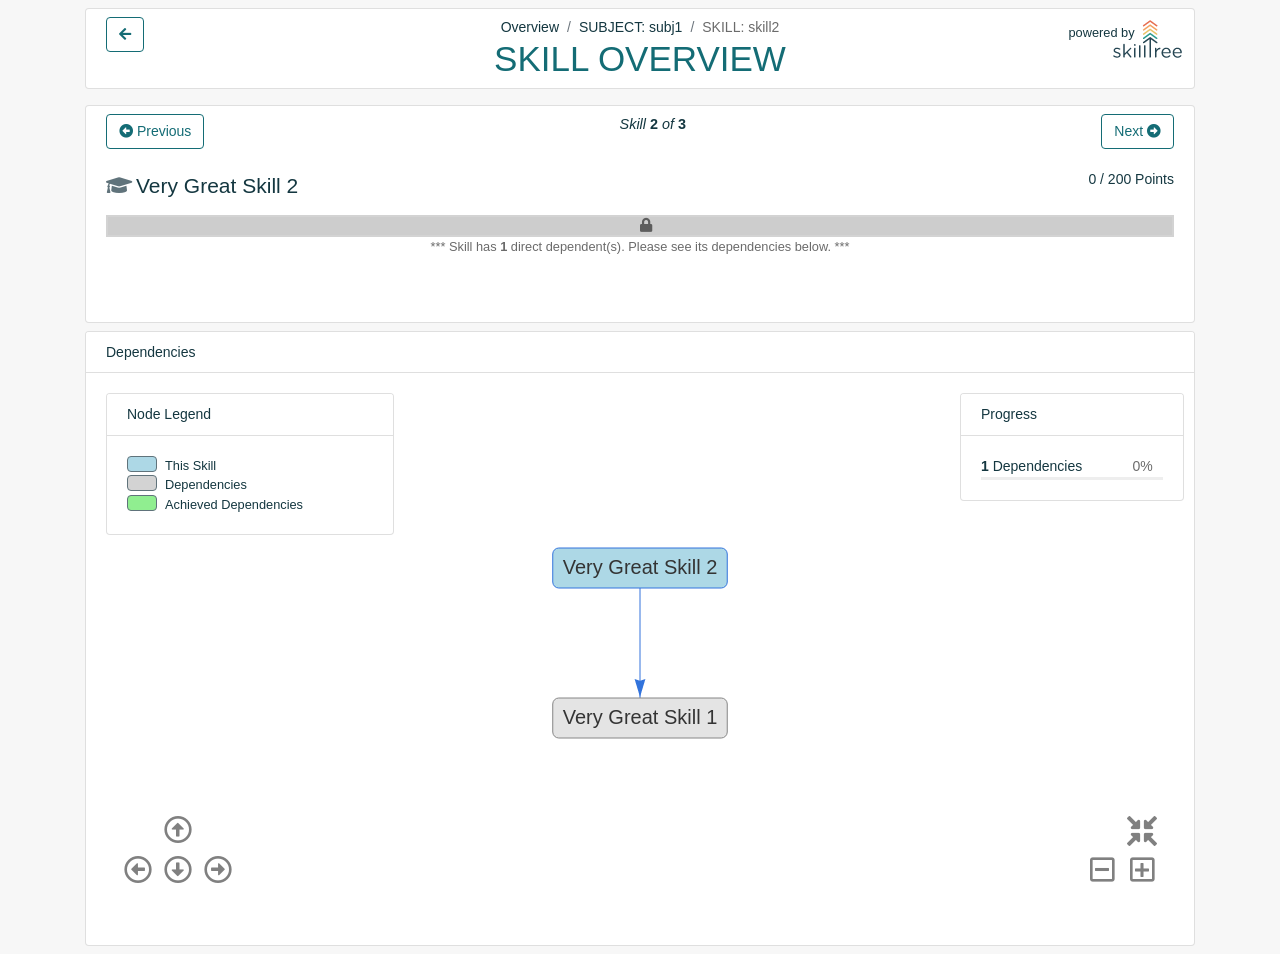 Overview / SUBJECT: subj1 / SKILL: skill2
SKILL OVERVIEW
powered by
skilltree
Previous
Skill 2 of 3
Next
Very Great Skill 2
0 / 200 Points
*** Skill has 1 direct dependent(s). Please see its dependencies below. ***
Dependencies
Node Legend
This Skill
Dependencies
Achieved Dependencies
Progress
1 Dependencies 0%
Very Great Skill 2
Very Great Skill 1